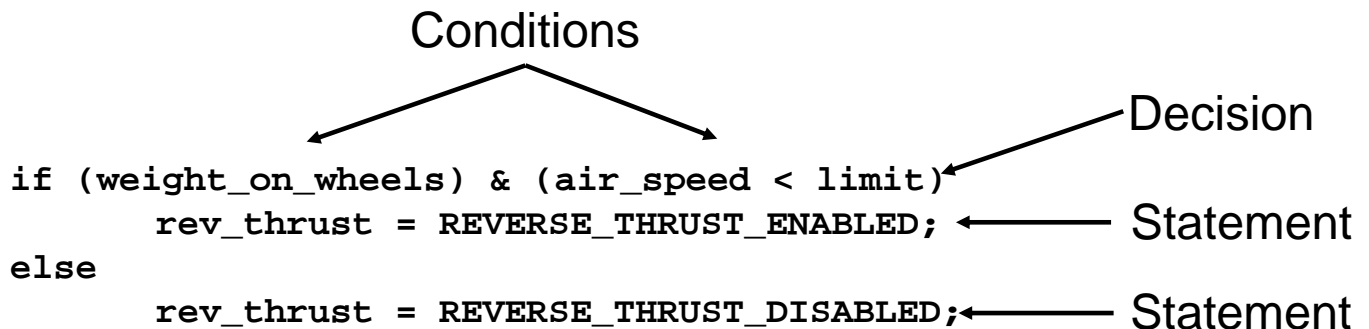 Conditions
Decision
if (weight_on_wheels) & (air_speed < limit)
rev_thrust = REVERSE_THRUST_ENABLED;
Statement
else
rev_thrust = REVERSE_THRUST_DISABLED;
Statement